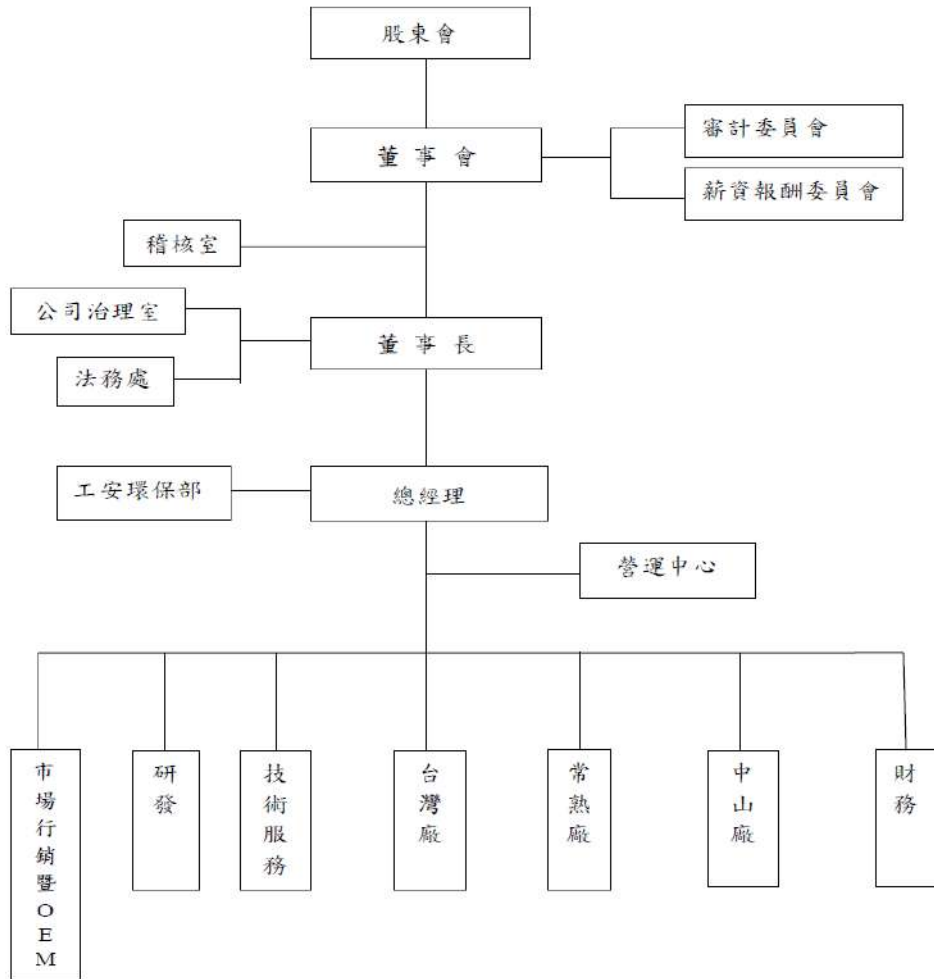 股東會
審計委員會
董事會
薪資報酬委員會
稽核室
公司治理室
董事長
法務處
工安環保部
總經理
營運中心
市場行銷暨OEM
研發
技術服務
台灣廠
常熟廠
中山廠
財務